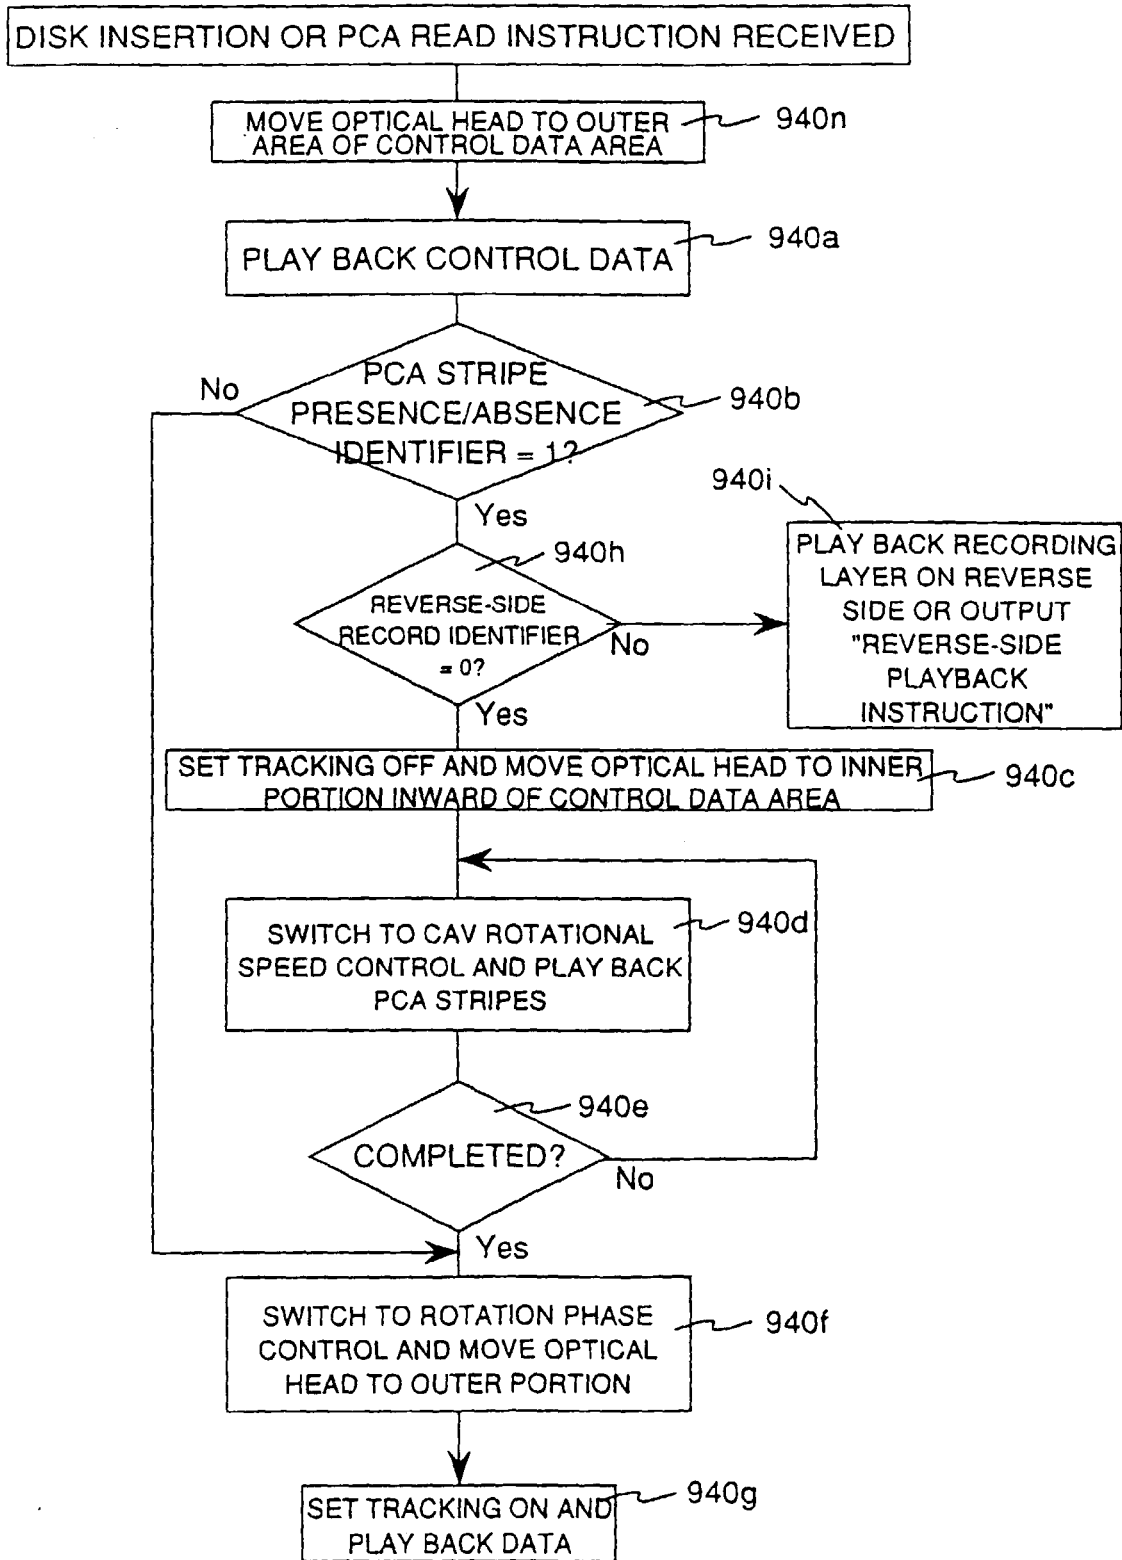 DISK INSERTION OR PCA READ INSTRUCTION RECEIVED
MOVE OPTICAL HEAD TO OUTER
AREA OF CONTROL DATA AREA
940n
PLAY BACK CONTROL DATA
940a
PCA STRIPE
PRESENCE/ABSENCE
IDENTIFIER = 1?
940b
No
Yes
940h
REVERSE-SIDE
RECORD IDENTIFIER
= 0?
No
Yes
940i
PLAY BACK RECORDING
LAYER ON REVERSE
SIDE OR OUTPUT
"REVERSE-SIDE
PLAYBACK
INSTRUCTION"
SET TRACKING OFF AND MOVE OPTICAL HEAD TO INNER
PORTION INWARD OF CONTROL DATA AREA
940c
SWITCH TO CAV ROTATIONAL
SPEED CONTROL AND PLAY BACK
PCA STRIPES
940d
940e
COMPLETED?
No
Yes
SWITCH TO ROTATION PHASE
CONTROL AND MOVE OPTICAL
HEAD TO OUTER PORTION
940f
SET TRACKING ON AND
PLAY BACK DATA
940g